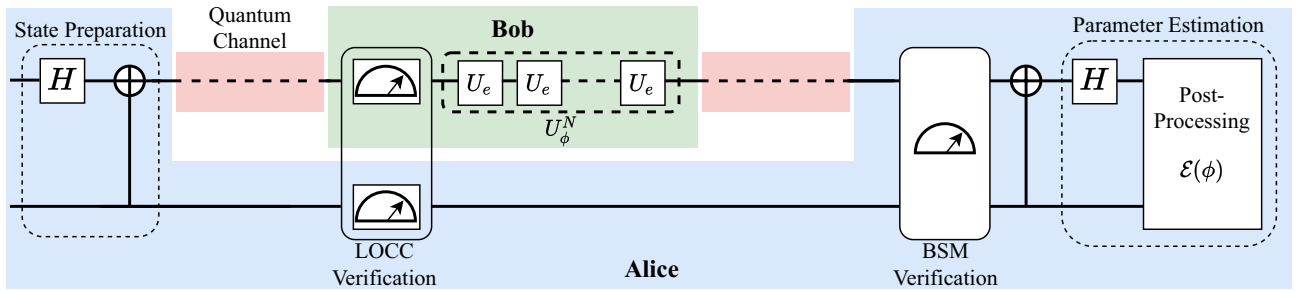 State Preparation
Quantum
Channel
Bob
Parameter Estimation
H
U_e
U_e
U_e
H
Post-
Processing
U_ϕ^N
ℰ(ϕ)
LOCC
Verification
Alice
BSM
Verification